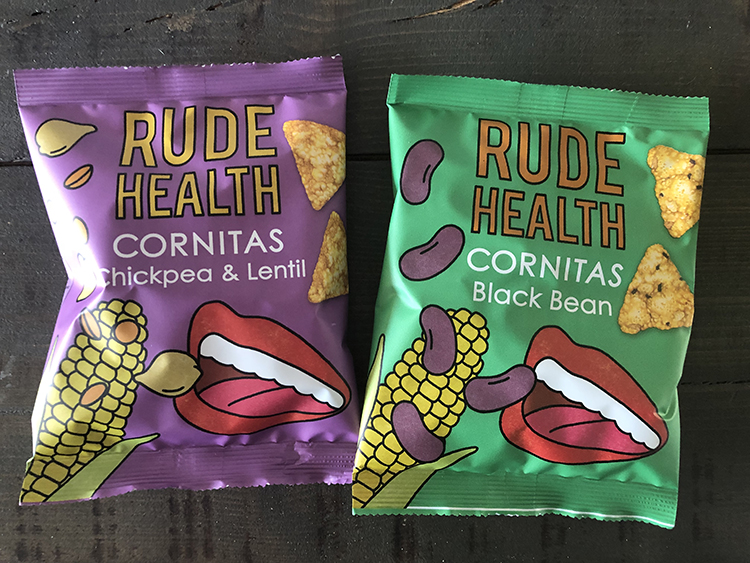 RUDE
HEALTH
CORNITAS
Chickpea & Lentil
RUDE
HEALTH
CORNITAS
Black Bean